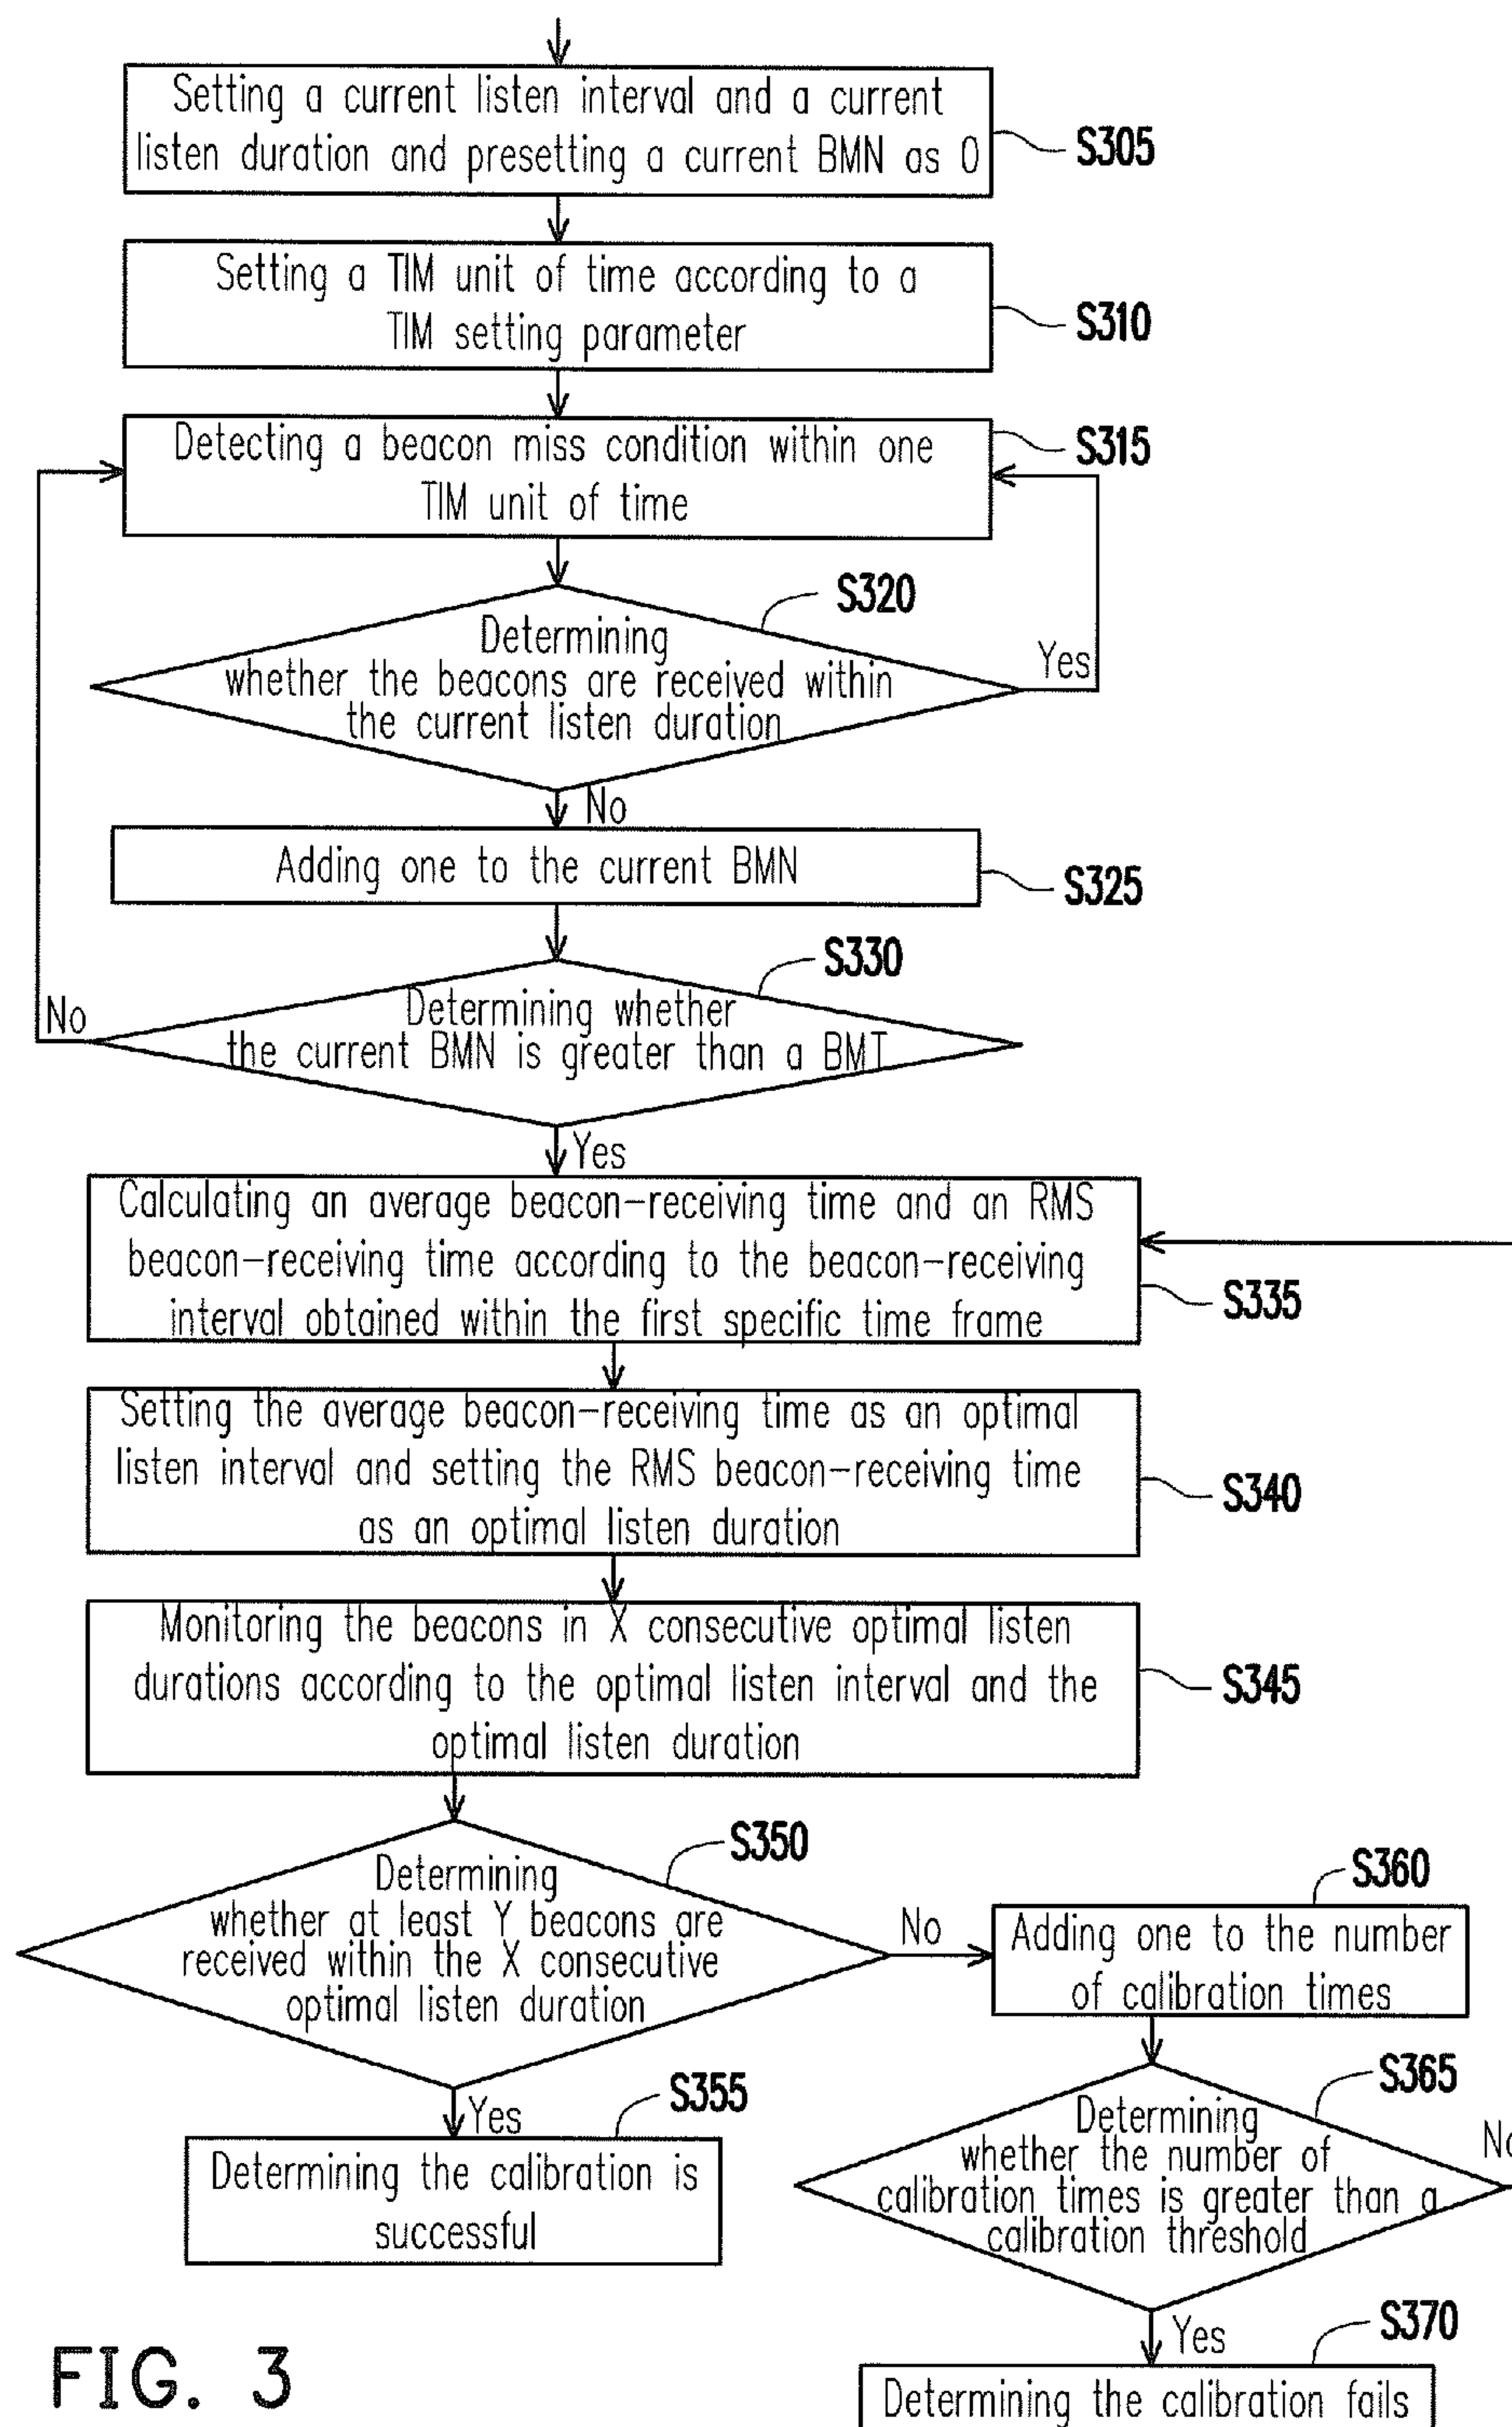 Setting a current listen interval and a current
listen duration and presetting a current BMN as 0
S305
Setting a TIM unit of time according to a
TIM setting parameter
S310
Detecting a beacon miss condition within one
TIM unit of time
S315
S320
Determining
whether the beacons are received within
the current listen duration
Yes
No
Adding one to the current BMN
S325
S330
Determining whether
the current BMN is greater than a BMT
No
Yes
Calculating an average beacon-receiving time and an RMS
beacon-receiving time according to the beacon-receiving
interval obtained within the first specific time frame
S335
Setting the average beacon-receiving time as an optimal
listen interval and setting the RMS beacon-receiving time
as an optimal listen duration
S340
Monitoring the beacons in X consecutive optimal listen
durations according to the optimal listen interval and the
optimal listen duration
S345
S350
Determining
whether at least Y beacons are
received within the X consecutive
optimal listen duration
No
Yes
S355
Determining the calibration is
successful
S360
Adding one to the number
of calibration times
S365
Determining
whether the number of
calibration times is greater than a
calibration threshold
Yes
S370
Determining the calibration fails
FIG. 3